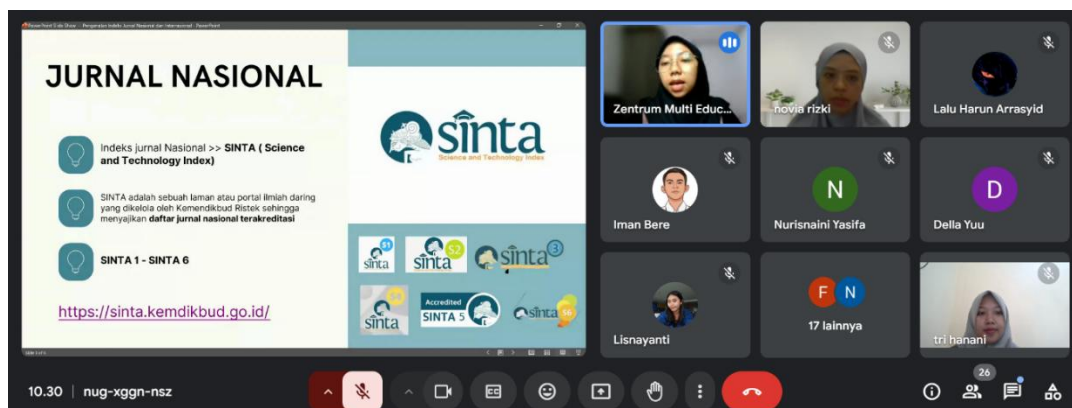 PowerPoint Slide Show - Pengenalan Indeks Jurnal Nasional dan Internasional - PowerPoint
JURNAL NASIONAL
Indeks jurnal Nasional >> SINTA ( Science
and Technology Index)
SINTA adalah sebuah laman atau portal ilmiah daring
yang dikelola oleh Kemendikbud Ristek sehingga
menyajikan daftar jurnal nasional terakreditasi
SINTA 1 - SINTA 6
https://sinta.kemdikbud.go.id/
sinta
Science and Technology Index
S1
sinta
S2
sinta
sinta 3
sinta
Accredited
SINTA 5
sinta S6
Zentrum Multi Educ...
novia rizki
Lalu Harun Arrasyid
Iman Bere
N
Nurisnaini Yasifa
D
Della Yuu
Lisnayanti
F N
17 lainnya
tri hanani
10.30 | nug-xggn-nsz
CC
26